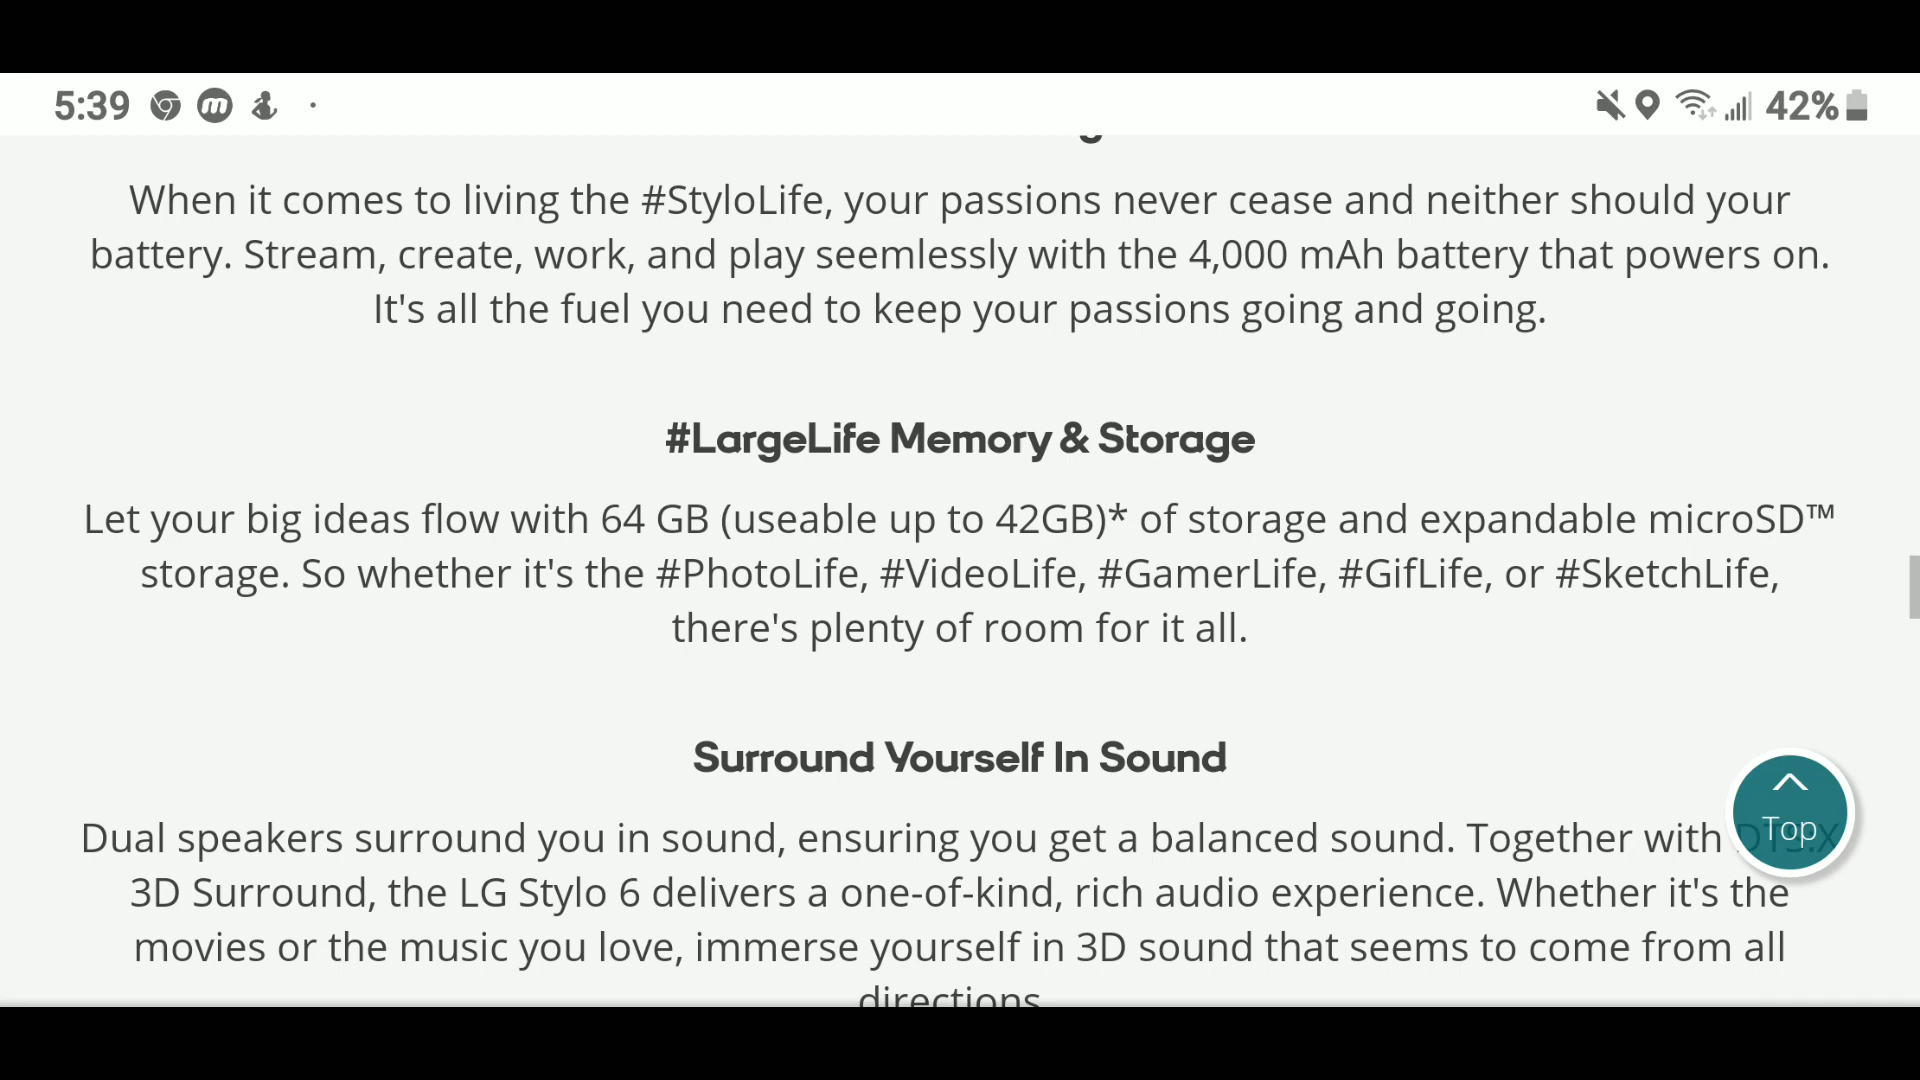 5:39
42%
When it comes to living the #StyloLife, your passions never cease and neither should your
battery. Stream, create, work, and play seemlessly with the 4,000 mAh battery that powers on.
It's all the fuel you need to keep your passions going and going.
#LargeLife Memory & Storage
Let your big ideas flow with 64 GB (useable up to 42GB)* of storage and expandable microSD™
storage. So whether it's the #PhotoLife, #VideoLife, #GamerLife, #GifLife, or #SketchLife,
there's plenty of room for it all.
Surround Yourself In Sound
Dual speakers surround you in sound, ensuring you get a balanced sound. Together with DTS:X
Top
3D Surround, the LG Stylo 6 delivers a one-of-kind, rich audio experience. Whether it's the
movies or the music you love, immerse yourself in 3D sound that seems to come from all
directions